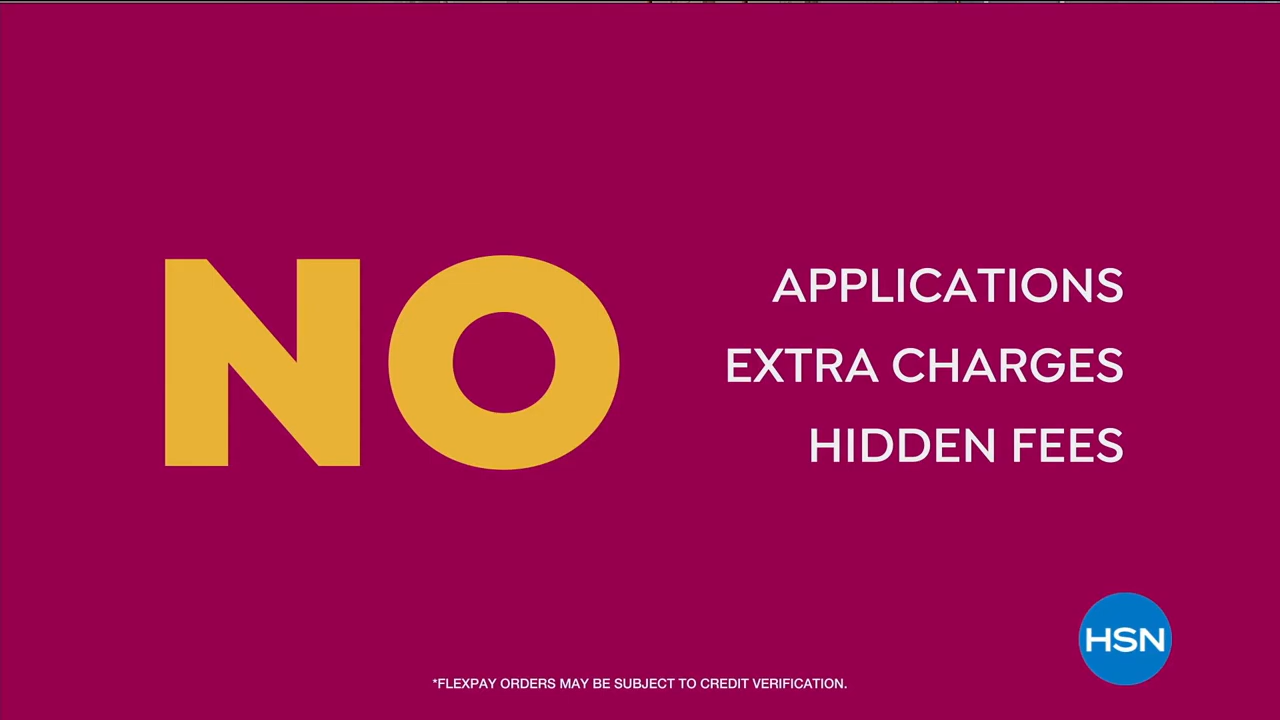 NO
APPLICATIONS
EXTRA CHARGES
HIDDEN FEES
HSN
*FLEXPAY ORDERS MAY BE SUBJECT TO CREDIT VERIFICATION.